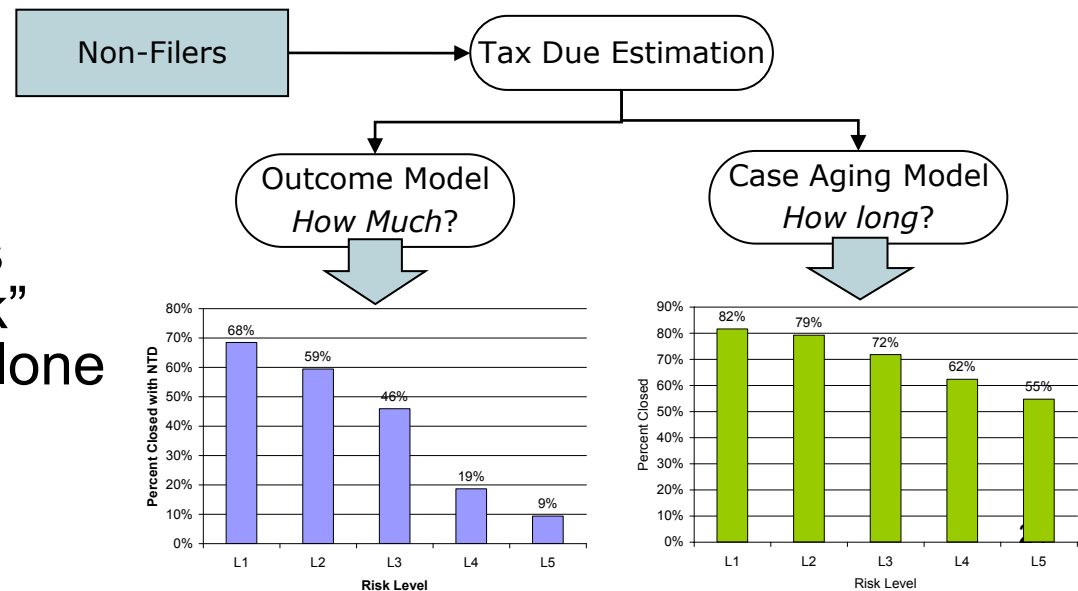 Non-Filers
Tax Due Estimation
Outcome Model
How Much?
Case Aging Model
How long?
Percent Closed with NTD
80%
70%
60%
50%
40%
30%
20%
10%
0%
68%
59%
46%
19%
9%
L1 L2 L3 L4 L5
Risk Level
Percent Closed
90%
80%
70%
60%
50%
40%
30%
20%
10%
0%
82%
79%
72%
62%
55%
L1 L2 L3 L4 L5
Risk Level